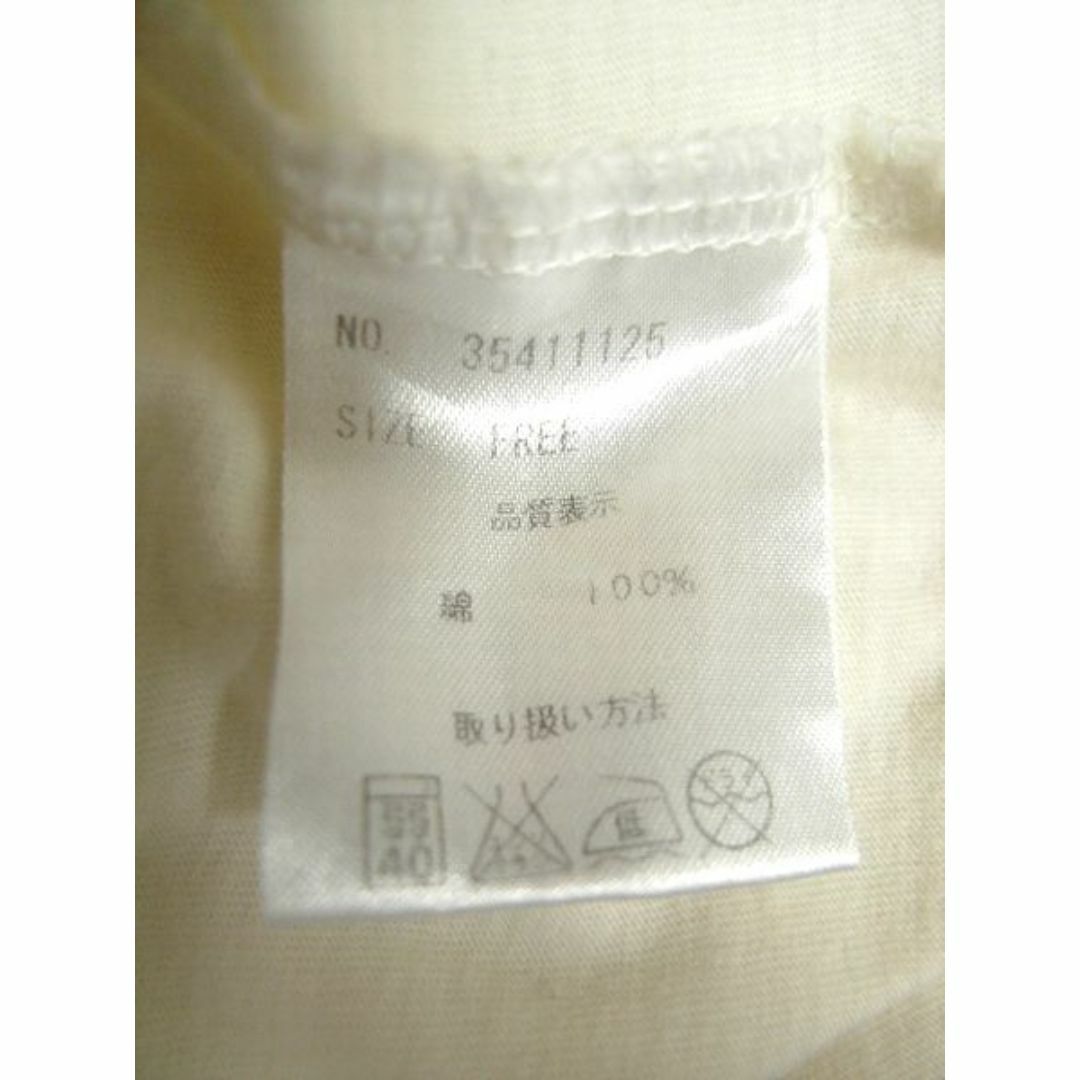 NO. 35411125
SIZE FREE
品質表示
綿 100%
取り扱い方法
40 低